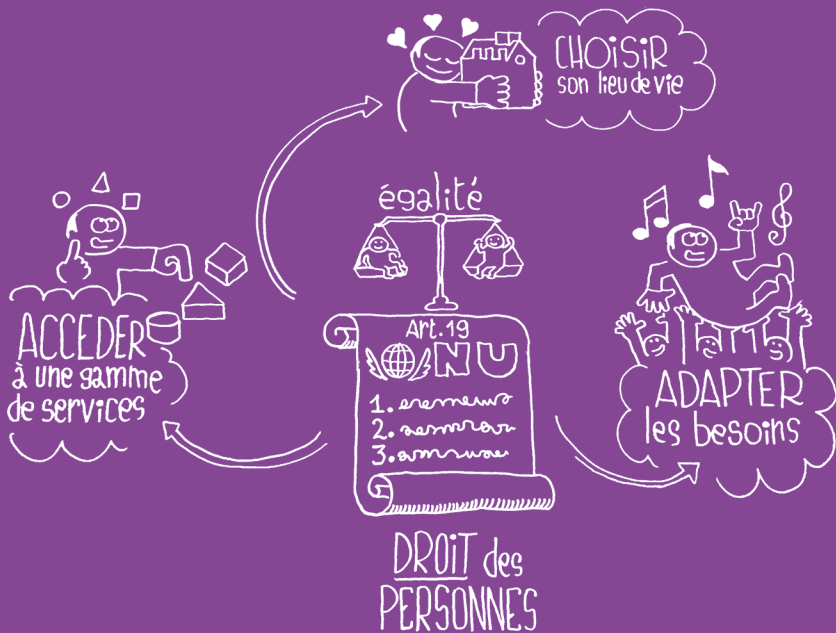 CHOiSiR
son lieu de vie
égalité
Art.19
ONU
1.
2.
3.
ACCEDER
à une gamme
de services
ADAPTER
les besoins
DROiT des
PERSONNES